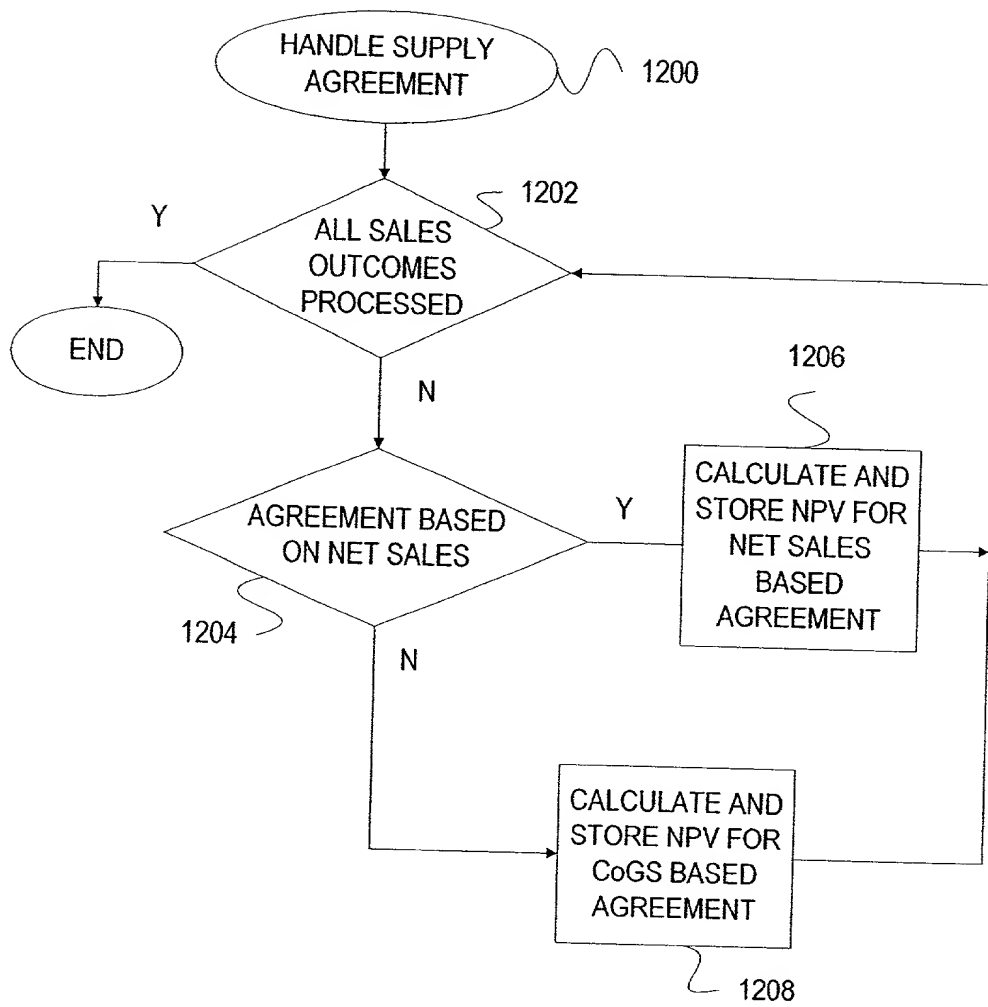 HANDLE SUPPLY
AGREEMENT
1200
1202
Y
ALL SALES
OUTCOMES
PROCESSED
END
N
1206
AGREEMENT BASED
ON NET SALES
Y
CALCULATE AND
STORE NPV FOR
NET SALES
BASED
AGREEMENT
1204
N
CALCULATE AND
STORE NPV FOR
CoGS BASED
AGREEMENT
1208